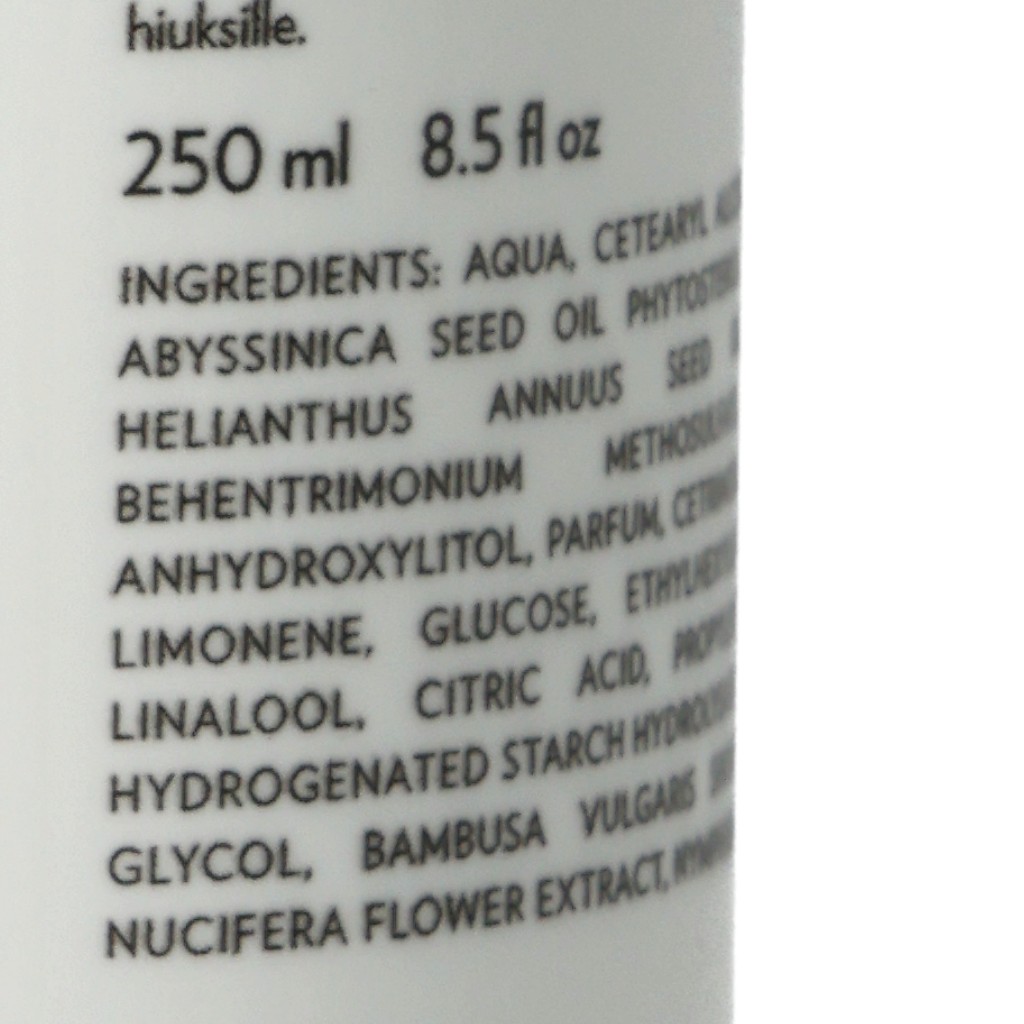 hiuksille.
250 ml 8.5 fl oz
INGREDIENTS: AQUA, CETEARYL
ABYSSINICA SEED OIL
HELIANTHUS ANNUUS SEED
BEHENTRIMONIUM
ANHYDROXYLITOL, PARFUM,
LIMONENE, GLUCOSE,
LINALOOL, CITRIC ACID,
HYDROGENATED STARCH
GLYCOL, BAMBUSA VULGARIS
NUCIFERA FLOWER EXTRACT,